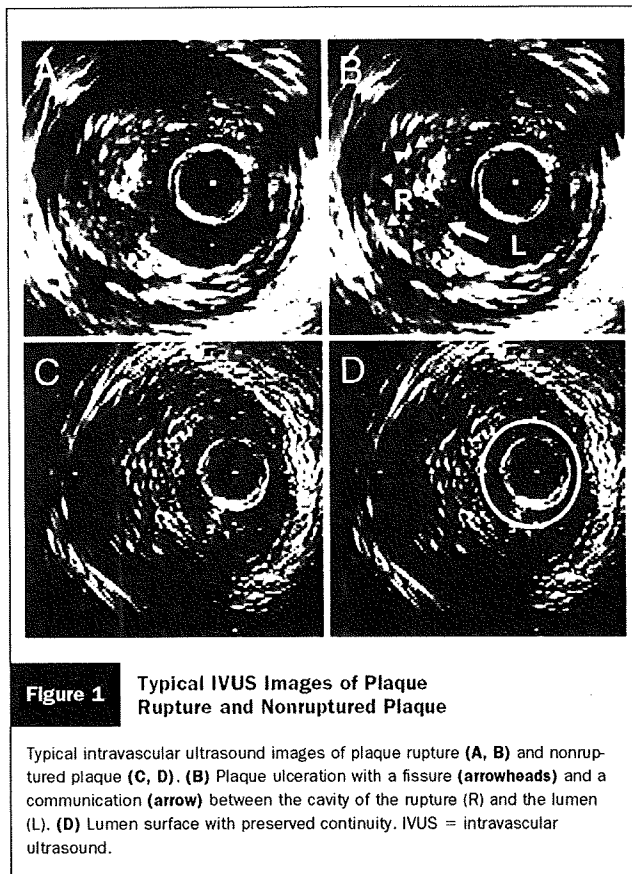 A
B
R
L
C
D
Figure 1
Typical IVUS Images of Plaque
Rupture and Nonruptured Plaque
Typical intravascular ultrasound images of plaque rupture (A, B) and nonrup-
tured plaque (C, D). (B) Plaque ulceration with a fissure (arrowheads) and a
communication (arrow) between the cavity of the rupture (R) and the lumen
(L). (D) Lumen surface with preserved continuity. IVUS = intravascular
ultrasound.